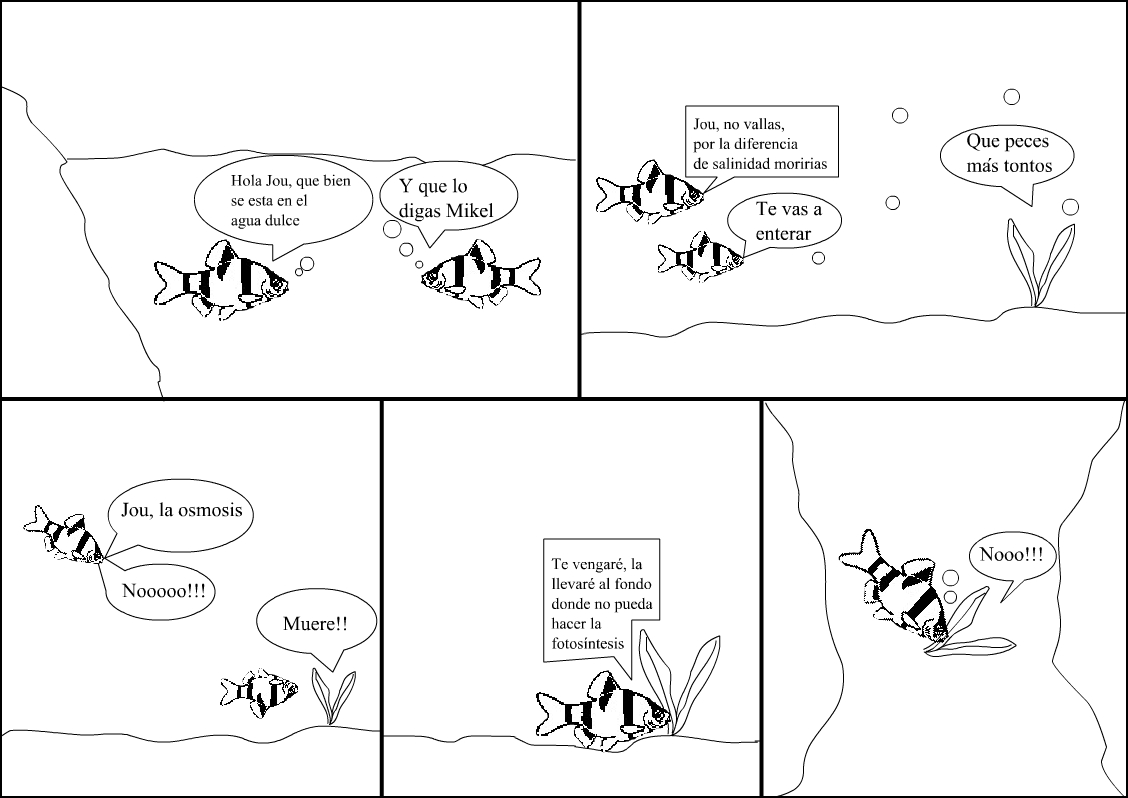 Hola Jou, que bien
se esta en el
agua dulce
Y que lo
digas Mikel
Jou, no vallas,
por la diferencia
de salinidad moririas
Te vas a
enterar
Que peces
más tontos
Jou, la osmosis
Nooooo!!!
Muere!!
Te vengaré, la
llevaré al fondo
donde no pueda
hacer la
fotosíntesis
Nooo!!!